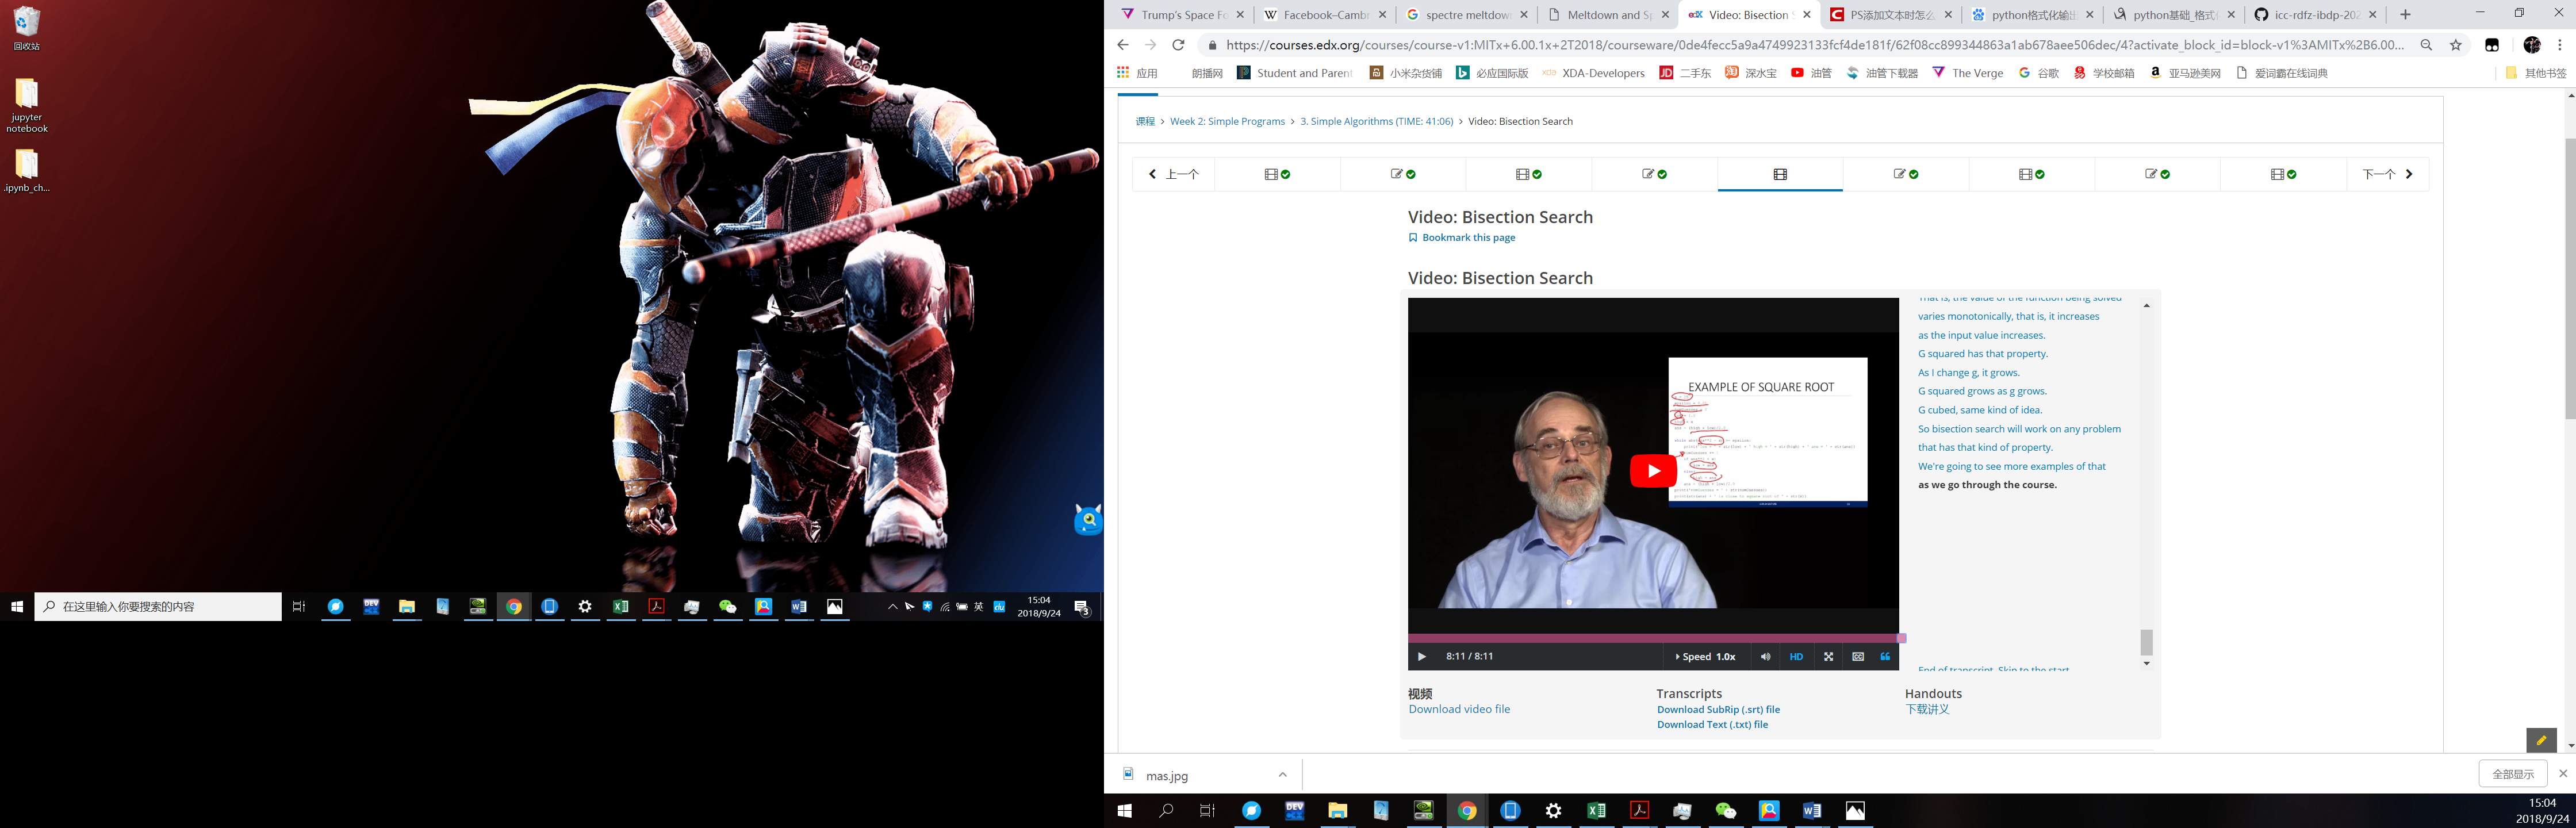 回收站
jupyter
notebook
.ipynb_ch...
在这里输入你要搜索的内容
英
15:04
2018/9/24
3
Trump's Space Fo
Facebook–Cambr
spectre meltdow
Meltdown and Sp
Video: Bisection S
PS添加文本时怎么
python格式化输出
python基础_格式化
icc-rdfz-ibdp-202
https://courses.edx.org/courses/course-v1:MITx+6.00.1x+2T2018/courseware/0de4fecc5a9a4749923133fcf4de181f/62f08cc899344863a1ab678aee506dec/4?activate_block_id=block-v1%3AMITx%2B6.00...
应用
朗播网
Student and Parent
小米杂货铺
必应国际版
XDA-Developers
二手东
深水宝
油管
油管下载器
The Verge
谷歌
学校邮箱
亚马逊美网
爱词霸在线词典
其他书签
课程 > Week 2: Simple Programs > 3. Simple Algorithms (TIME: 41:06) > Video: Bisection Search
上一个
下一个
Video: Bisection Search
Bookmark this page
Video: Bisection Search
EXAMPLE OF SQUARE ROOT
That is, the value of the function being solved
varies monotonically, that is, it increases
as the input value increases.
G squared has that property.
As I change g, it grows.
G squared grows as g grows.
G cubed, same kind of idea.
So bisection search will work on any problem
that has that kind of property.
We're going to see more examples of that
as we go through the course.
End of transcript. Skip to the start.
8:11 / 8:11
Speed 1.0x
HD
视频
Download video file
Transcripts
Download SubRip (.srt) file
Download Text (.txt) file
Handouts
下载讲义
mas.jpg
全部显示
15:04
2018/9/24